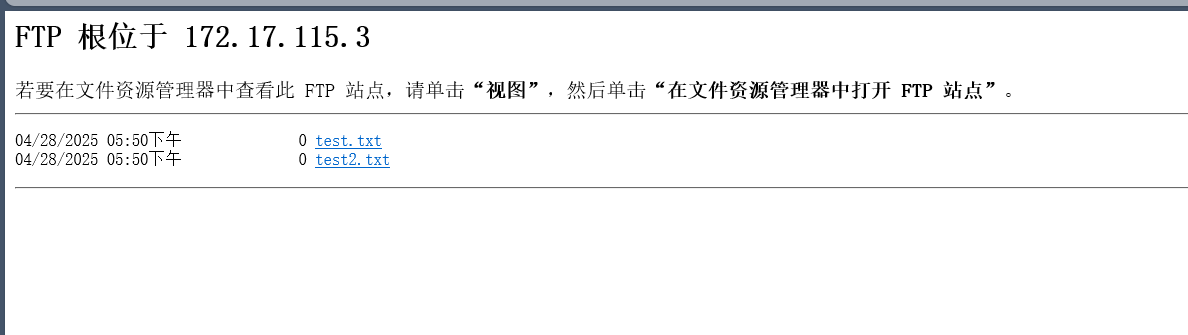 FTP 根位于 172.17.115.3
若要在文件资源管理器中查看此 FTP 站点，请单击“视图”，然后单击“在文件资源管理器中打开 FTP 站点”。
04/28/2025 05:50下午 0 test.txt
04/28/2025 05:50下午 0 test2.txt